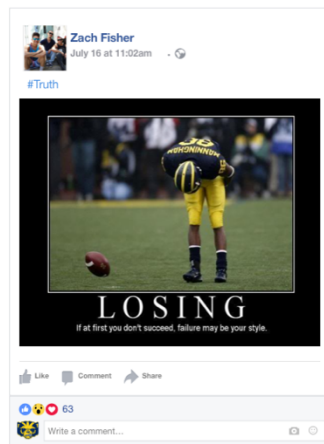 Zach Fisher
July 16 at 11:02am
#Truth
MANNINGHAM
86
LOSING
If at first you don't succeed, failure may be your style.
Like Comment Share
63
Write a comment...